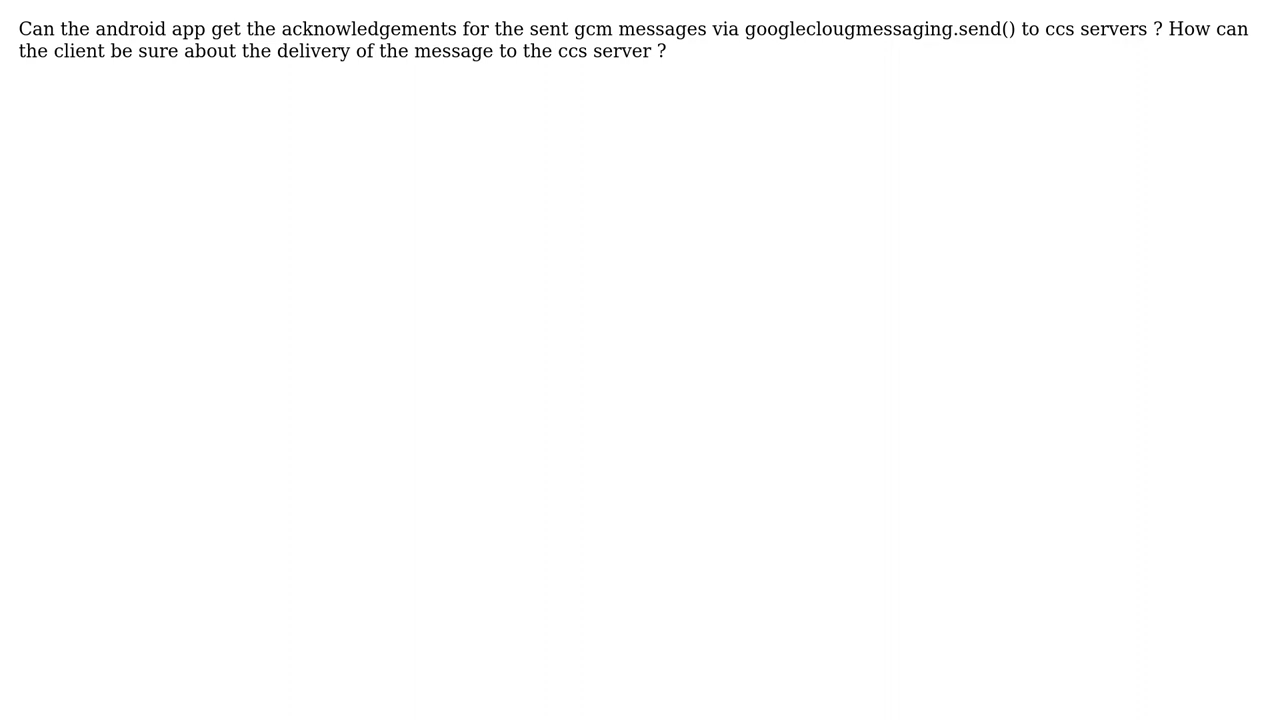 Can the android app get the acknowledgements for the sent gcm messages via googleclougmessaging.send() to ccs servers ? How can
the client be sure about the delivery of the message to the ccs server ?